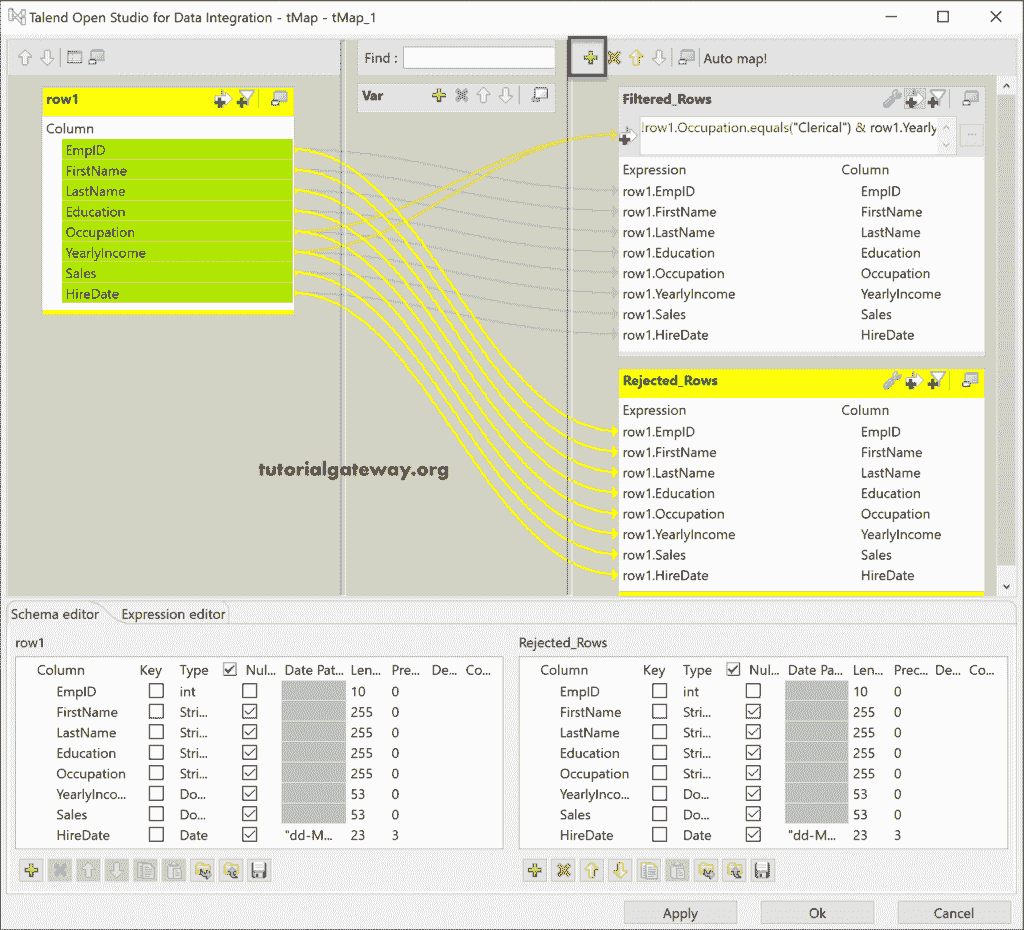 Talend Open Studio for Data Integration - tMap - tMap_1
Find :
Auto map!
row1
Column
EmpID
FirstName
LastName
Education
Occupation
YearlyIncome
Sales
HireDate
Var
Filtered_Rows
!row1.Occupation.equals("Clerical") & row1.Yearly
...
Expression Column
row1.EmpID EmpID
row1.FirstName FirstName
row1.LastName LastName
row1.Education Education
row1.Occupation Occupation
row1.YearlyIncome YearlyIncome
row1.Sales Sales
row1.HireDate HireDate
Rejected_Rows
Expression Column
row1.EmpID EmpID
row1.FirstName FirstName
row1.LastName LastName
row1.Education Education
row1.Occupation Occupation
row1.YearlyIncome YearlyIncome
row1.Sales Sales
row1.HireDate HireDate
tutorialgateway.org
Schema editor Expression editor
row1
Column Key Type Nul... Date Pat... Len... Pre... De... Co...
EmpID int 10 0
FirstName Stri... 255 0
LastName Stri... 255 0
Education Stri... 255 0
Occupation Stri... 255 0
YearlyInco... Do... 53 0
Sales Do... 53 0
HireDate Date "dd-M... 23 3
Rejected_Rows
Column Key Type Nul... Date Pa... Len... Prec... De... Co...
EmpID int 10 0
FirstName Stri... 255 0
LastName Stri... 255 0
Education Stri... 255 0
Occupation Stri... 255 0
YearlyInco... Do... 53 0
Sales Do... 53 0
HireDate Date "dd-M... 23 3
Apply Ok Cancel